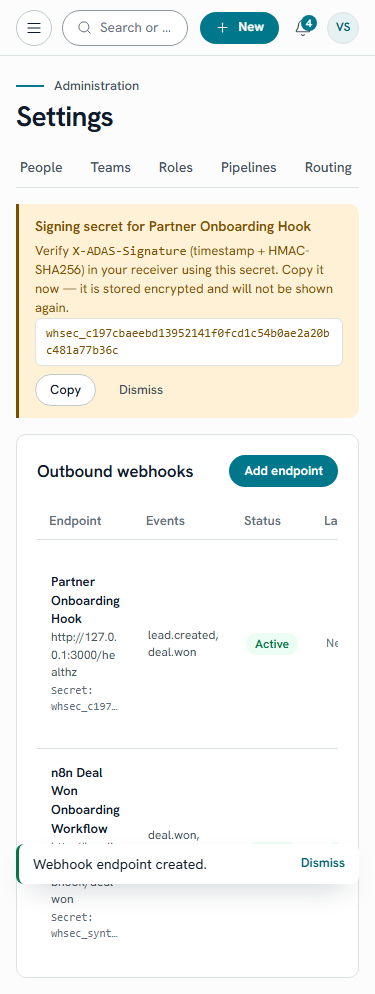 Search or ...
New
4
VS
Administration
Settings
People Teams Roles Pipelines Routing
Signing secret for Partner Onboarding Hook
Verify X-ADAS-Signature (timestamp + HMAC-
SHA256) in your receiver using this secret. Copy it
now — it is stored encrypted and will not be shown
again.
whsec_c197cbaeebd13952141f0fcd1c54b0ae2a20b
c481a77b36c
Copy Dismiss
Outbound webhooks
Add endpoint
Endpoint Events Status La
Partner
Onboarding
Hook
http://127.0.
0.1:3000/he
althz
Secret:
whsec_c197…
lead.created,
deal.won
Active
Ne
n8n Deal
Won
Onboarding
Workflow
deal.won,
Webhook endpoint created.
Dismiss
won
Secret:
whsec_synt…